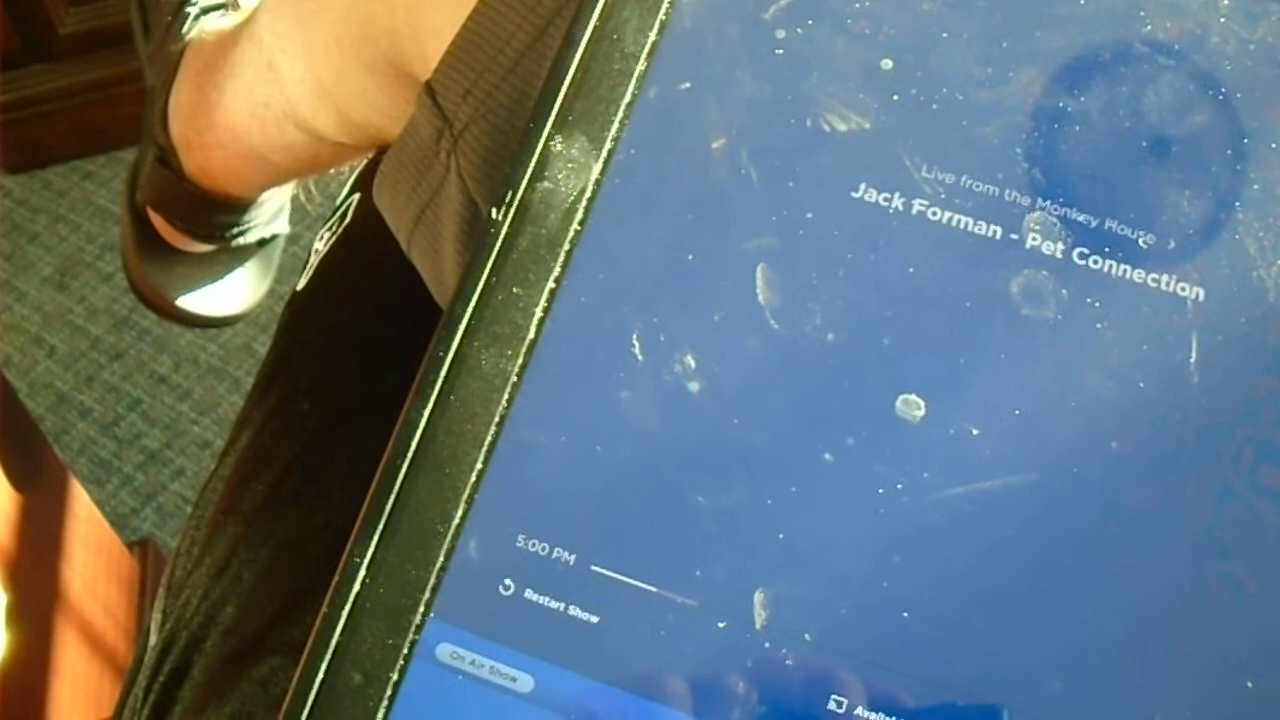 Live from the Monkey House
Jack Forman - Pet Connection
5:00 PM
Restart Show
On Air Show